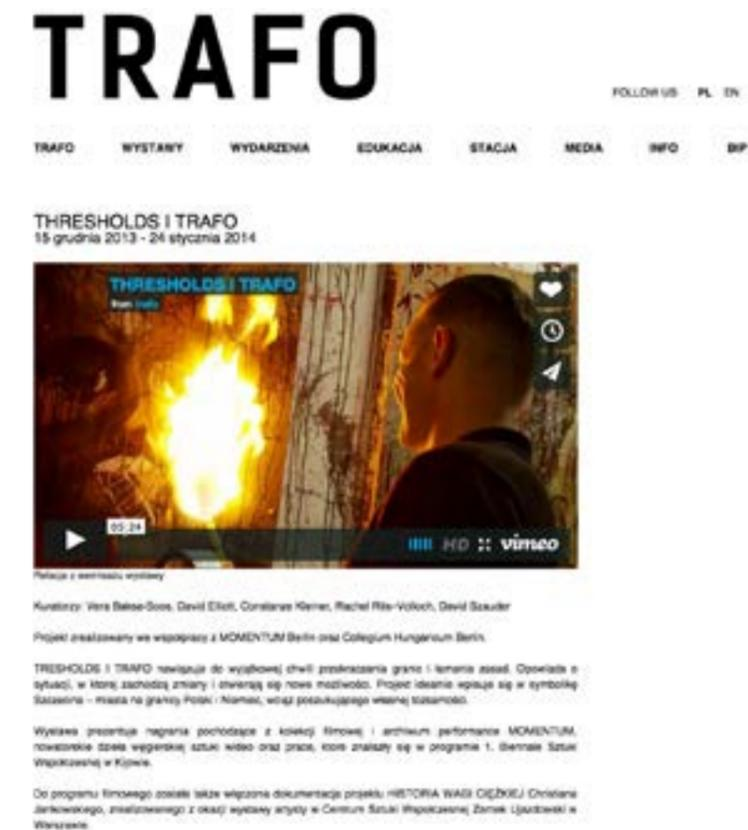 TRAFO
FOLLOW US PL EN
TRAFO WYSTAWY WYDARZENIA EDUKACJA STACJA MEDIA INFO BIP
THRESHOLDS I TRAFO
15 grudnia 2013 - 24 stycznia 2014
THRESHOLDS I TRAFO
from trafo
05:24
HD vimeo
Relacja z wernisażu wystawy
Kuratorzy: David Elliott, Constanze Kleiner, Rachel Rits-Volloch, David Szauder
Projekt zrealizowany we współpracy z MOMENTUM Berlin oraz Collegium Hungaricum Berlin.
TRESHOLDS I TRAFO nawiązuje do wyjątkowej chwili przekraczania granic i łamania zasad. Opowiada o
sytuacji, w której zachodzą zmiany i otwierają się nowe możliwości. Projekt idealnie wpisuje się w symbolikę
Szczecina – miasta na granicy Polski i Niemiec, wciąż poszukującego własnej tożsamości.
Wystawa prezentuje nagrania pochodzące z kolekcji filmowej i archiwum performance MOMENTUM,
nowatorskie dzieła węgierskiej sztuki wideo oraz prace, które znalazły się w programie 1. Biennale Sztuki
Współczesnej w Kijowie.
Do programu filmowego została także włączona dokumentacja projektu HISTORIA WAGI CIĘŻKIEJ Christiana
Jankowskiego, zrealizowanego z okazji wystawy artysty w Centrum Sztuki Współczesnej Zamek Ujazdowski w
Warszawie.